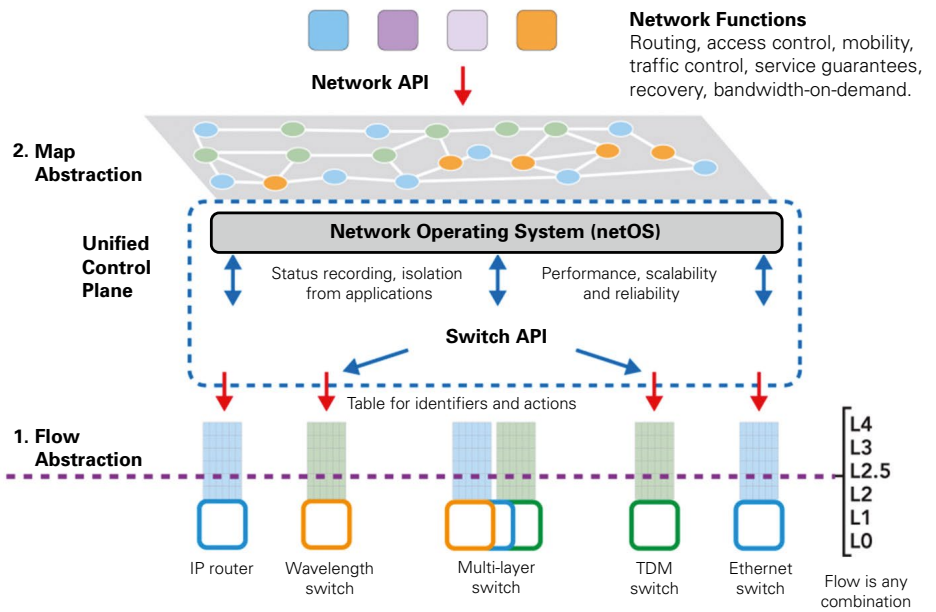 Network Functions
Routing, access control, mobility,
traffic control, service guarantees,
recovery, bandwidth-on-demand.
Network API
2. Map
Abstraction
Unified
Control
Plane
Network Operating System (netOS)
Status recording, isolation
from applications
Performance, scalability
and reliability
Switch API
Table for identifiers and actions
1. Flow
Abstraction
L4
L3
L2.5
L2
L1
L0
IP router
Wavelength
switch
Multi-layer
switch
TDM
switch
Ethernet
switch
Flow is any
combination